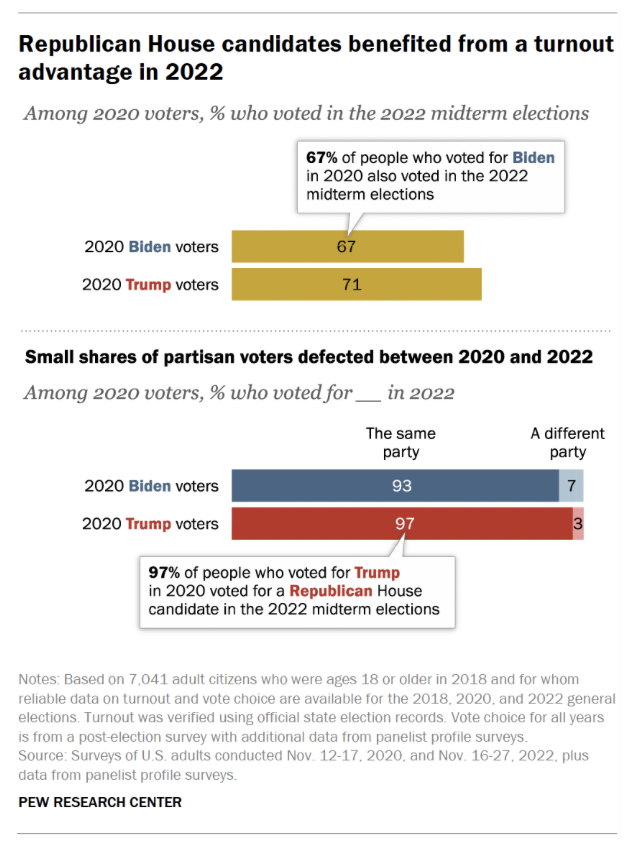 Republican House candidates benefited from a turnout
advantage in 2022
Among 2020 voters, % who voted in the 2022 midterm elections
67% of people who voted for Biden
in 2020 also voted in the 2022
midterm elections
2020 Biden voters 67
2020 Trump voters 71
Small shares of partisan voters defected between 2020 and 2022
Among 2020 voters, % who voted for __ in 2022
The same
party
A different
party
2020 Biden voters 93 7
2020 Trump voters 97 3
97% of people who voted for Trump
in 2020 voted for a Republican House
candidate in the 2022 midterm elections
Notes: Based on 7,041 adult citizens who were ages 18 or older in 2018 and for whom
reliable data on turnout and vote choice are available for the 2018, 2020, and 2022 general
elections. Turnout was verified using official state election records. Vote choice for all years
is from a post-election survey with additional data from panelist profile surveys.
Source: Surveys of U.S. adults conducted Nov. 12-17, 2020, and Nov. 16-27, 2022, plus
data from panelist profile surveys.
PEW RESEARCH CENTER